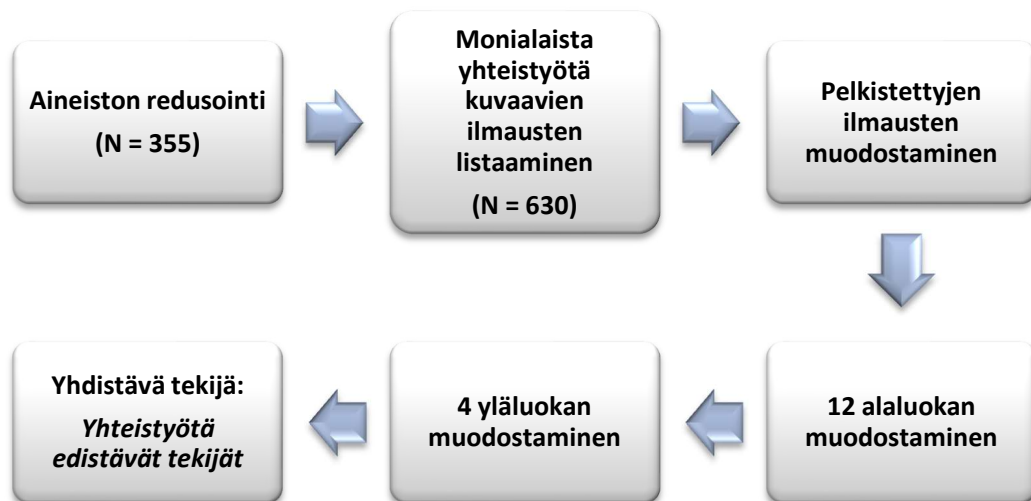 Aineiston redusointi
(N = 355)
Monialaista
yhteistyötä
kuvaavien
ilmausten
listaaminen
(N = 630)
Pelkistettyjen
ilmausten
muodostaminen
12 alaluokan
muodostaminen
4 yläluokan
muodostaminen
Yhdistävä tekijä:
Yhteistyötä
edistävät tekijät